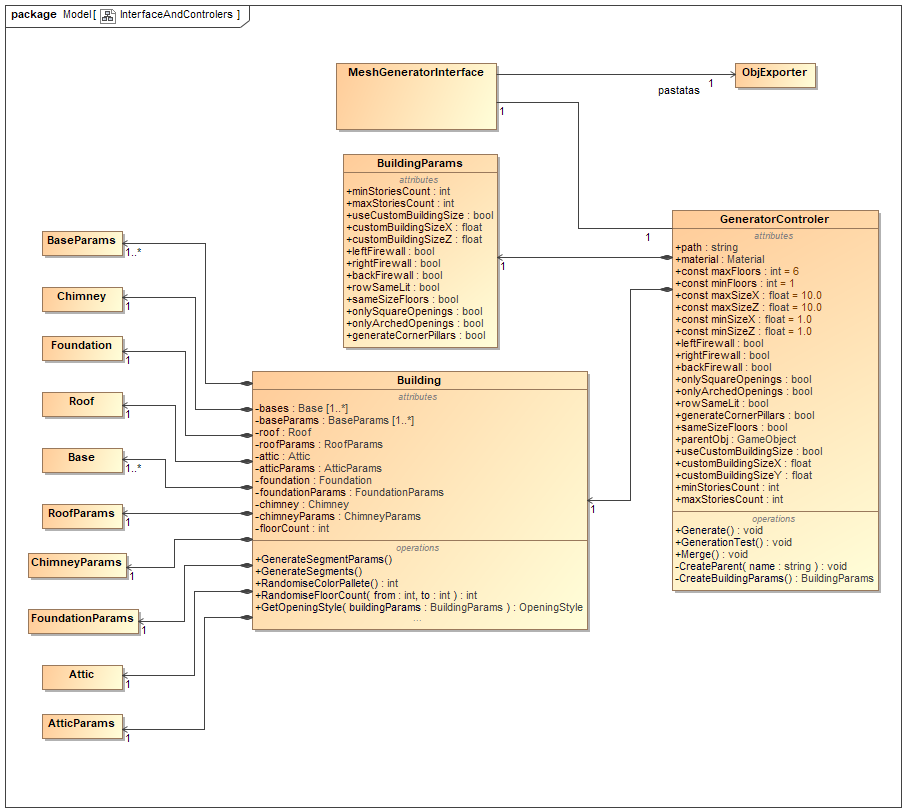 package Model[ InterfaceAndControlers ]
MeshGeneratorInterface
ObjExporter
pastatas
1
1
1
BuildingParams
attributes
+minStoriesCount : int
+maxStoriesCount : int
+useCustomBuildingSize : bool
+customBuildingSizeX : float
+customBuildingSizeZ : float
+leftFirewall : bool
+rightFirewall : bool
+backFirewall : bool
+rowSameLit : bool
+sameSizeFloors : bool
+onlySquareOpenings : bool
+onlyArchedOpenings : bool
+generateCornerPillars : bool
1
GeneratorControler
attributes
+path : string
+material : Material
+const maxFloors : int = 6
+const minFloors : int = 1
+const maxSizeX : float = 10.0
+const maxSizeZ : float = 10.0
+const minSizeX : float = 1.0
+const minSizeZ : float = 1.0
+leftFirewall : bool
+rightFirewall : bool
+backFirewall : bool
+onlySquareOpenings : bool
+onlyArchedOpenings : bool
+rowSameLit : bool
+generateCornerPillars : bool
+sameSizeFloors : bool
+parentObj : GameObject
+useCustomBuildingSize : bool
+customBuildingSizeX : float
+customBuildingSizeY : float
+minStoriesCount : int
+maxStoriesCount : int
operations
+Generate() : void
+GenerationTest() : void
+Merge() : void
-CreateParent( name : string ) : void
-CreateBuildingParams() : BuildingParams
BaseParams
1..*
Chimney
1
Foundation
1
Roof
1
Base
1..*
RoofParams
1
ChimneyParams
1
FoundationParams
1
Attic
1
AtticParams
1
Building
attributes
-bases : Base [1..*]
-baseParams : BaseParams [1..*]
-roof : Roof
-roofParams : RoofParams
-attic : Attic
-atticParams : AtticParams
-foundation : Foundation
-foundationParams : FoundationParams
-chimney : Chimney
-chimneyParams : ChimneyParams
-floorCount : int
operations
+GenerateSegmentParams()
+GenerateSegments()
+RandomiseColorPallete() : int
+RandomiseFloorCount( from : int, to : int ) : int
+GetOpeningStyle( buildingParams : BuildingParams ) : OpeningStyle
...
1